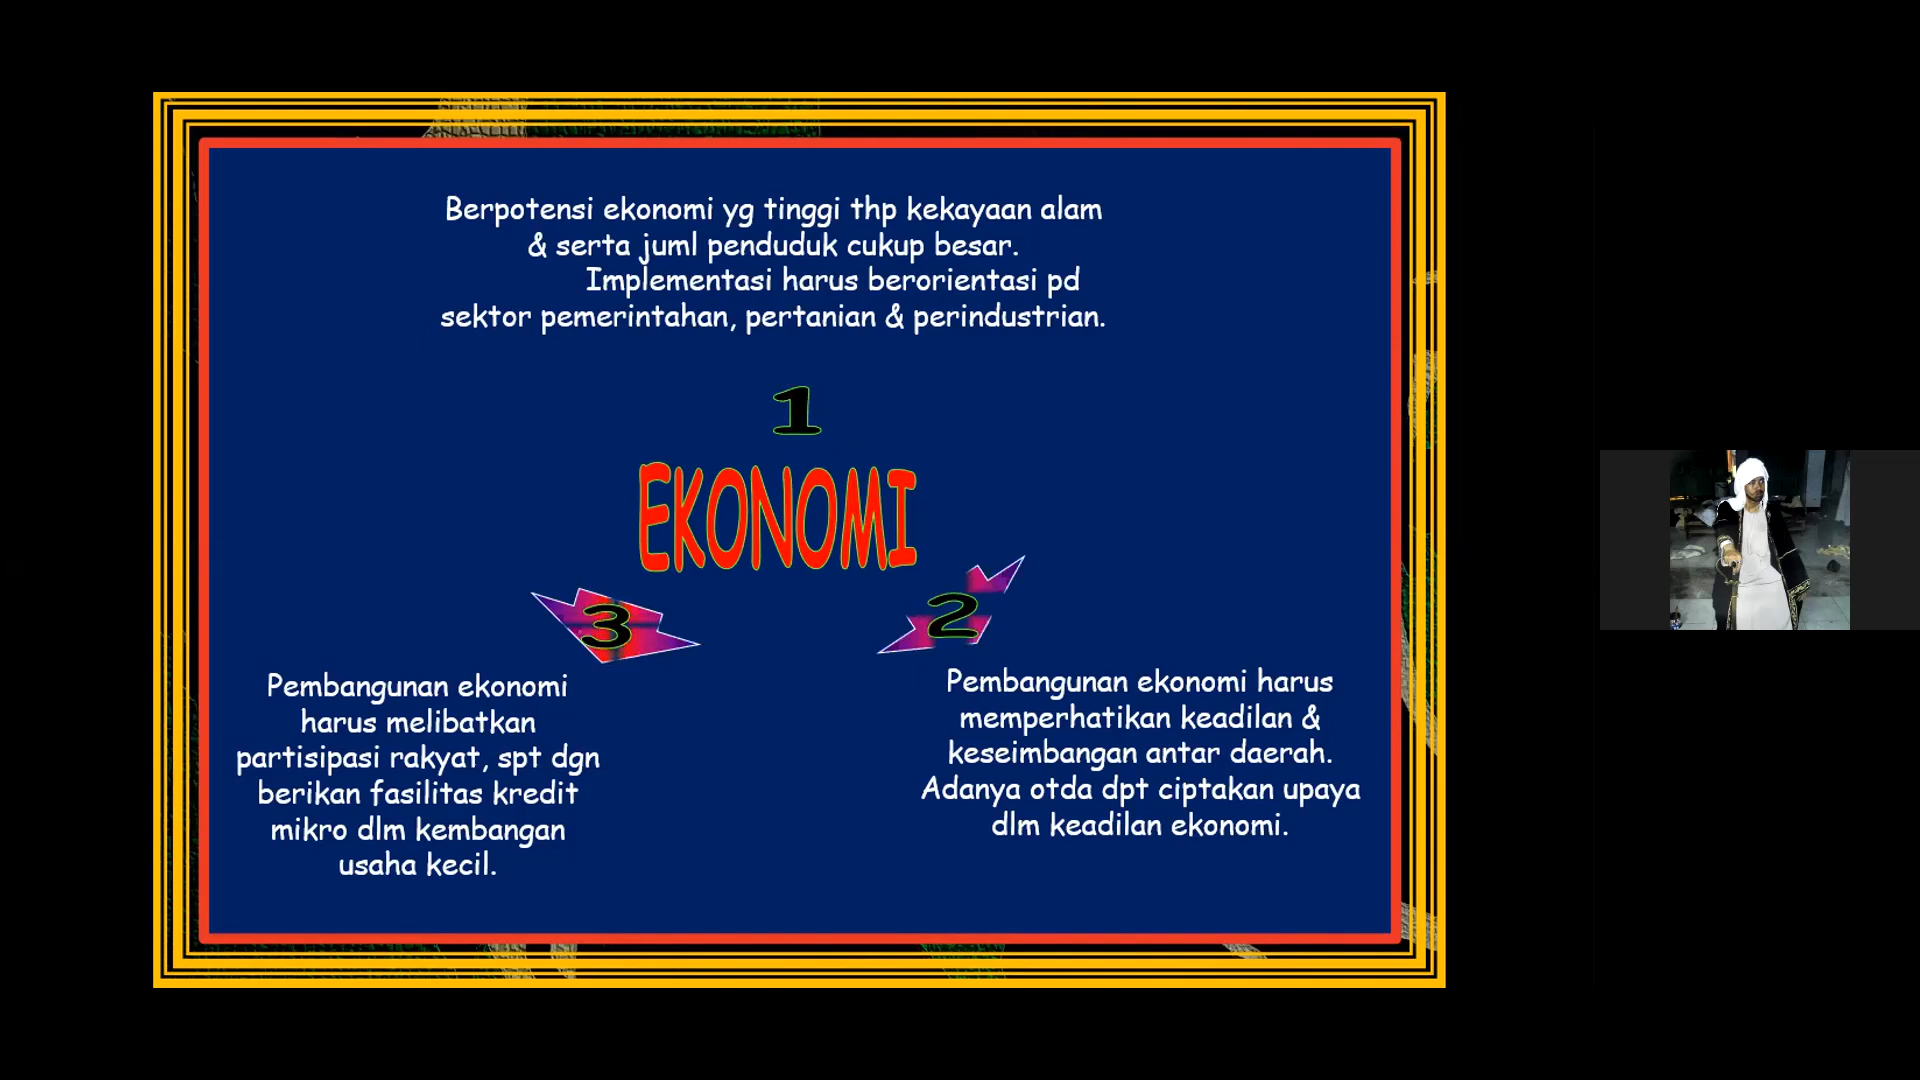 Berpotensi ekonomi yg tinggi thp kekayaan alam
& serta juml penduduk cukup besar.
Implementasi harus berorientasi pd
sektor pemerintahan, pertanian & perindustrian.
1
EKONOMI
3
2
Pembangunan ekonomi
harus melibatkan
partisipasi rakyat, spt dgn
berikan fasilitas kredit
mikro dlm kembangan
usaha kecil.
Pembangunan ekonomi harus
memperhatikan keadilan &
keseimbangan antar daerah.
Adanya otda dpt ciptakan upaya
dlm keadilan ekonomi.